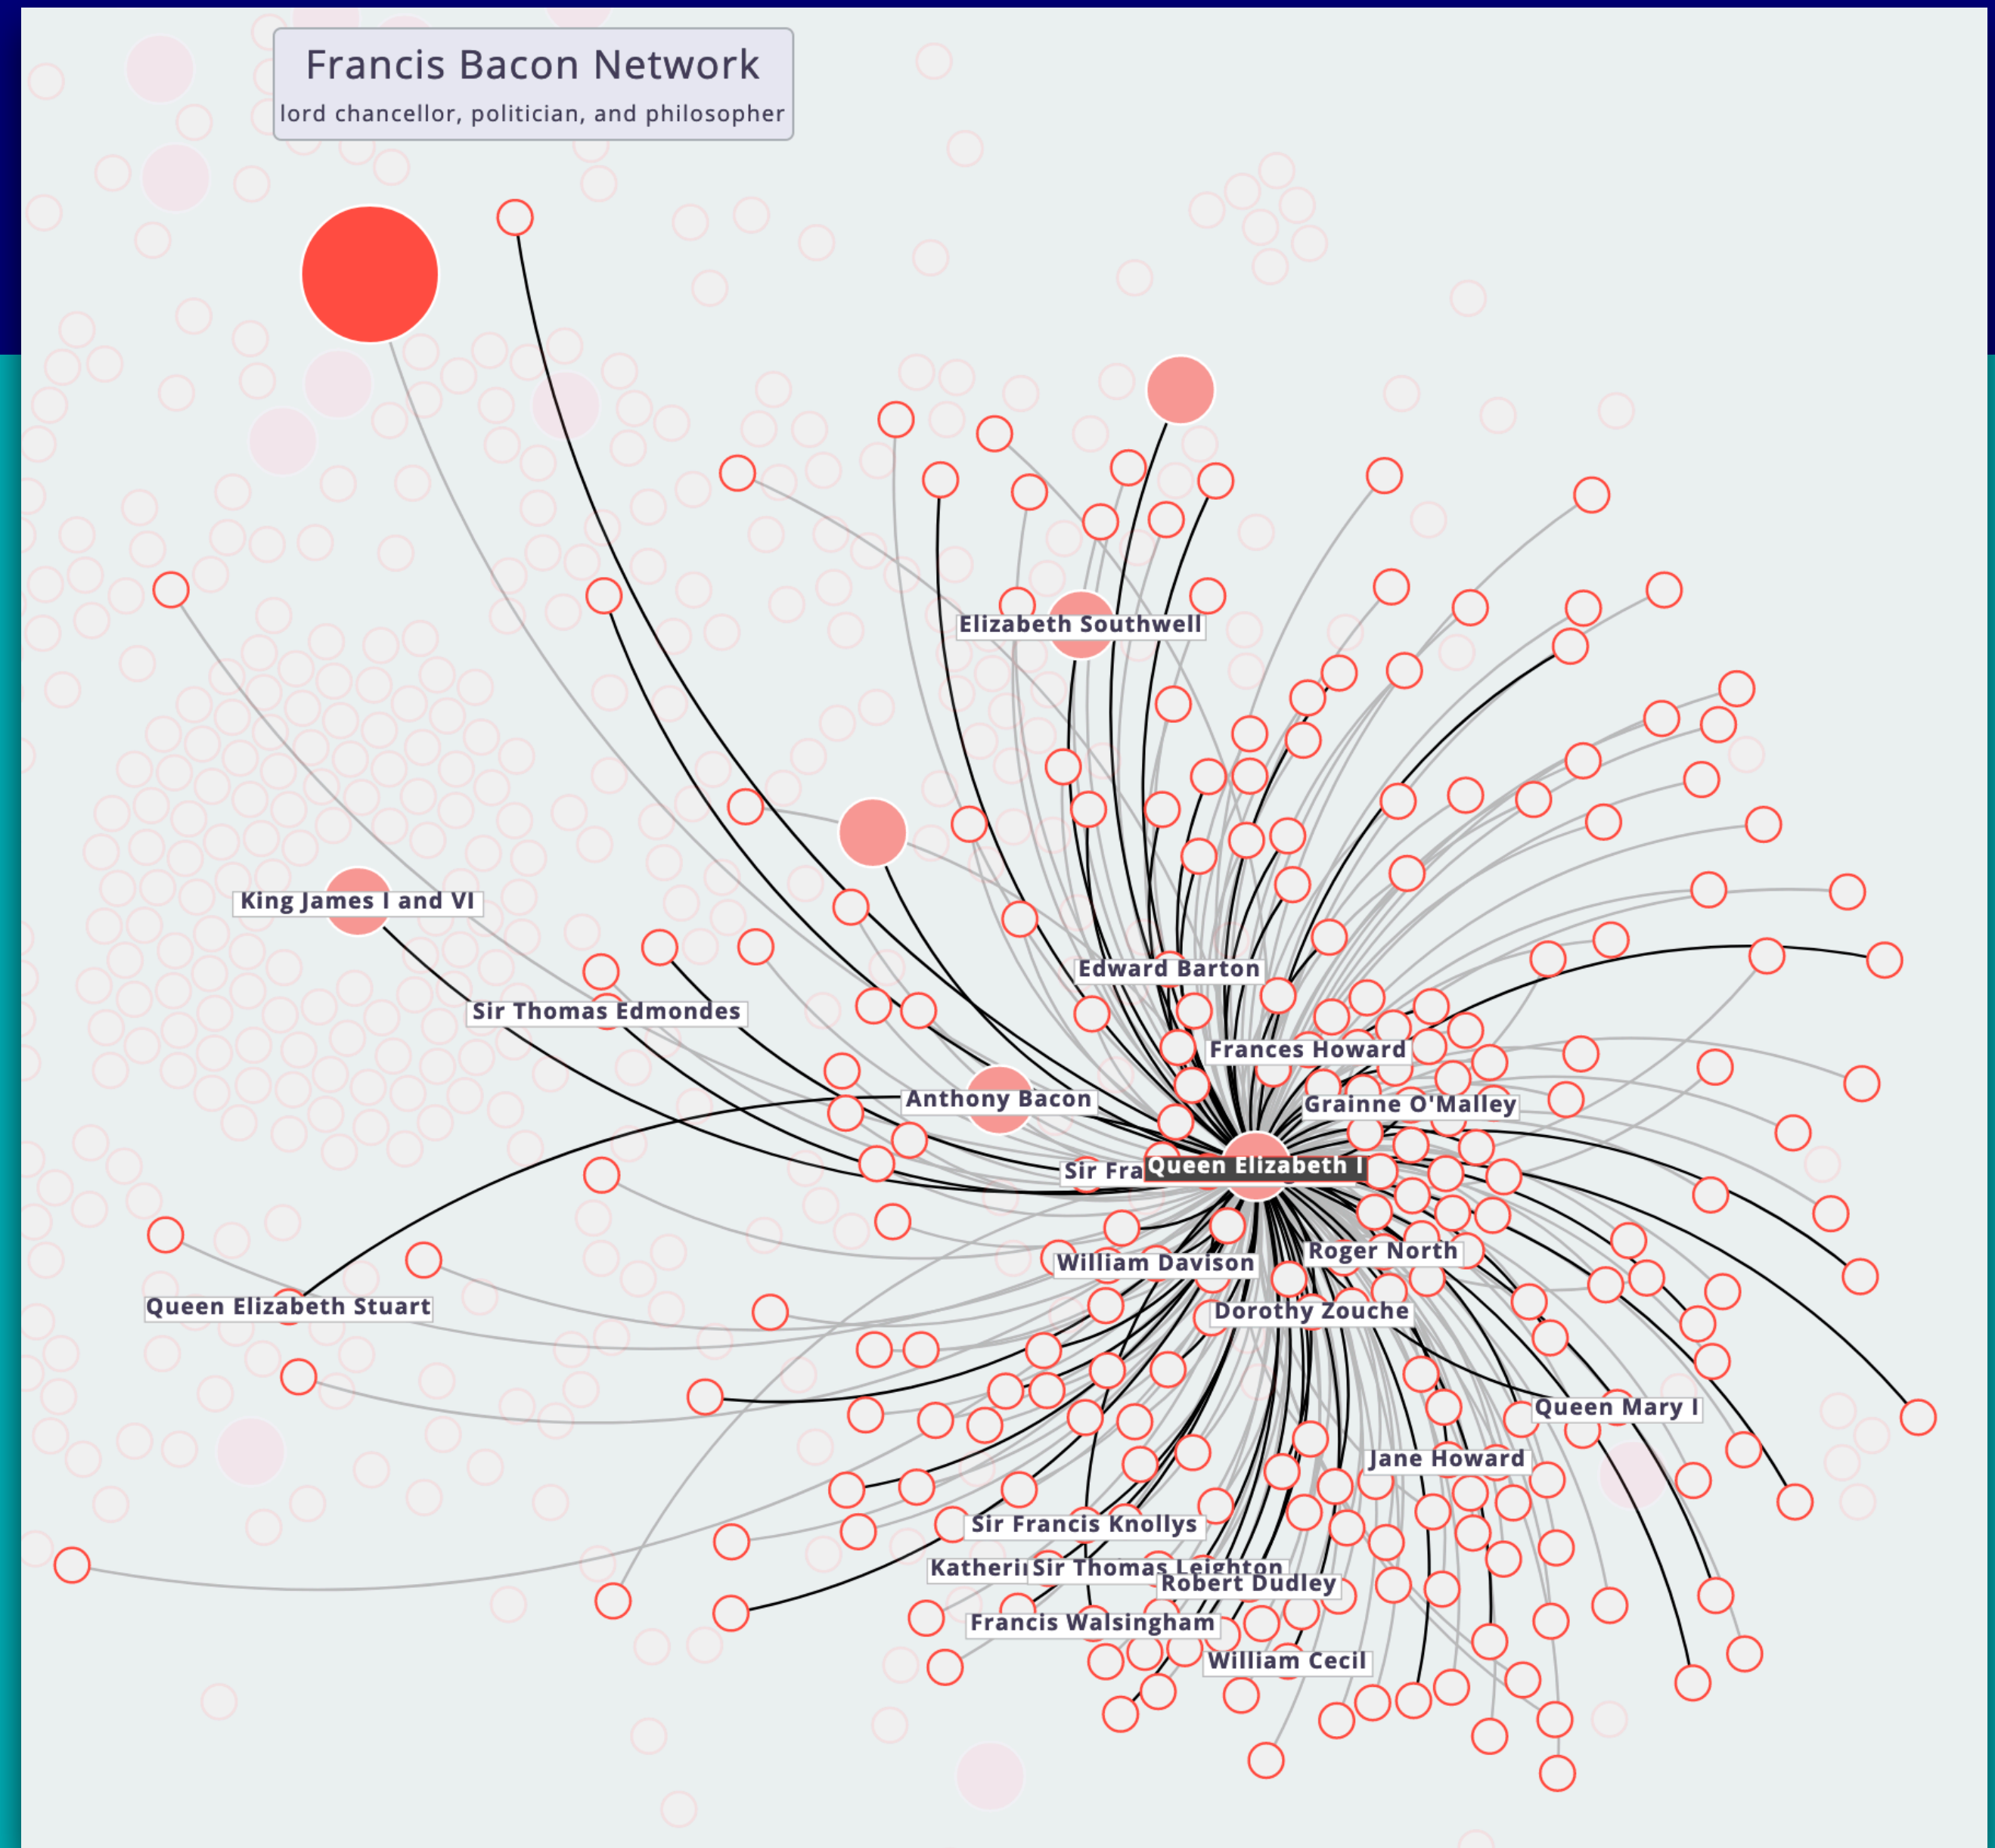 Francis Bacon Network
lord chancellor, politician, and philosopher
Elizabeth Southwell
King James I and VI
Edward Barton
Sir Thomas Edmondes
Frances Howard
Anthony Bacon
Grainne O'Malley
Sir
Queen Elizabeth I
William Davison
Roger North
Queen Elizabeth Stuart
Dorothy Zouche
Queen Mary I
Jane Howard
Sir Francis Knollys
Sir Thomas Leighton
Robert Dudley
Francis Walsingham
William Cecil